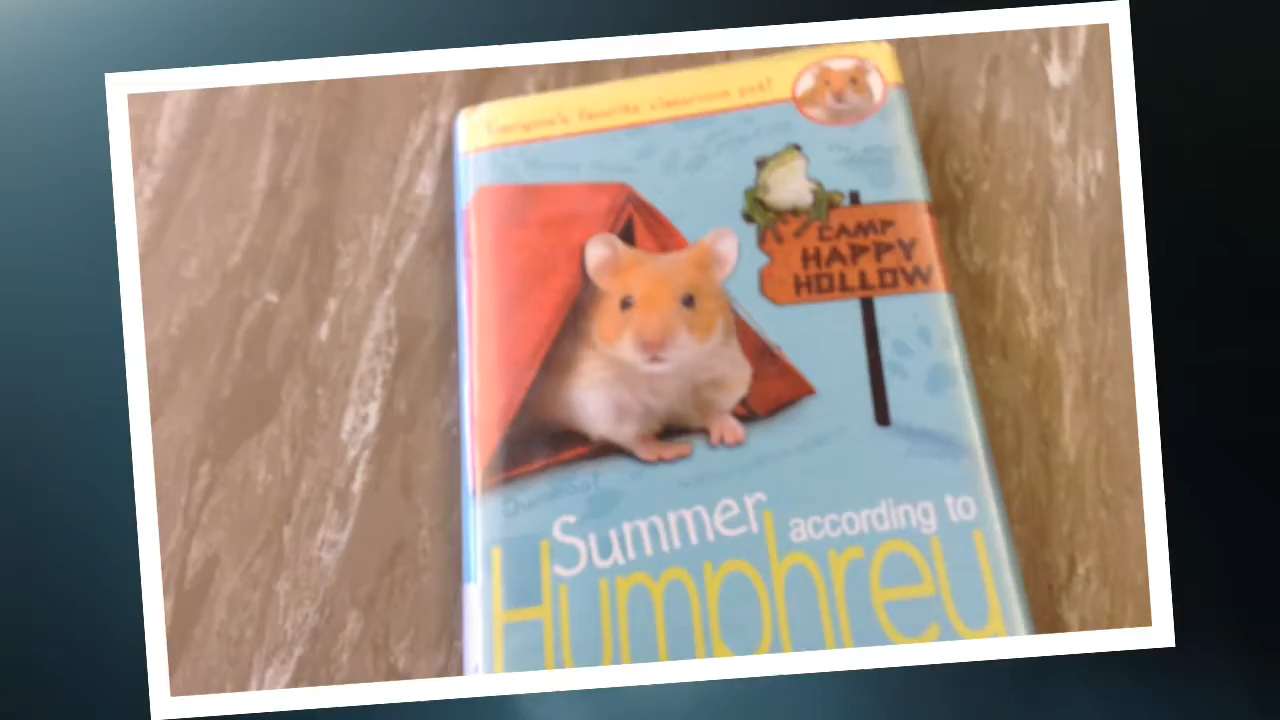 Everyone's favorite classroom pet!
CAMP
HAPPY
HOLLOW
Summer according to
Humphrey